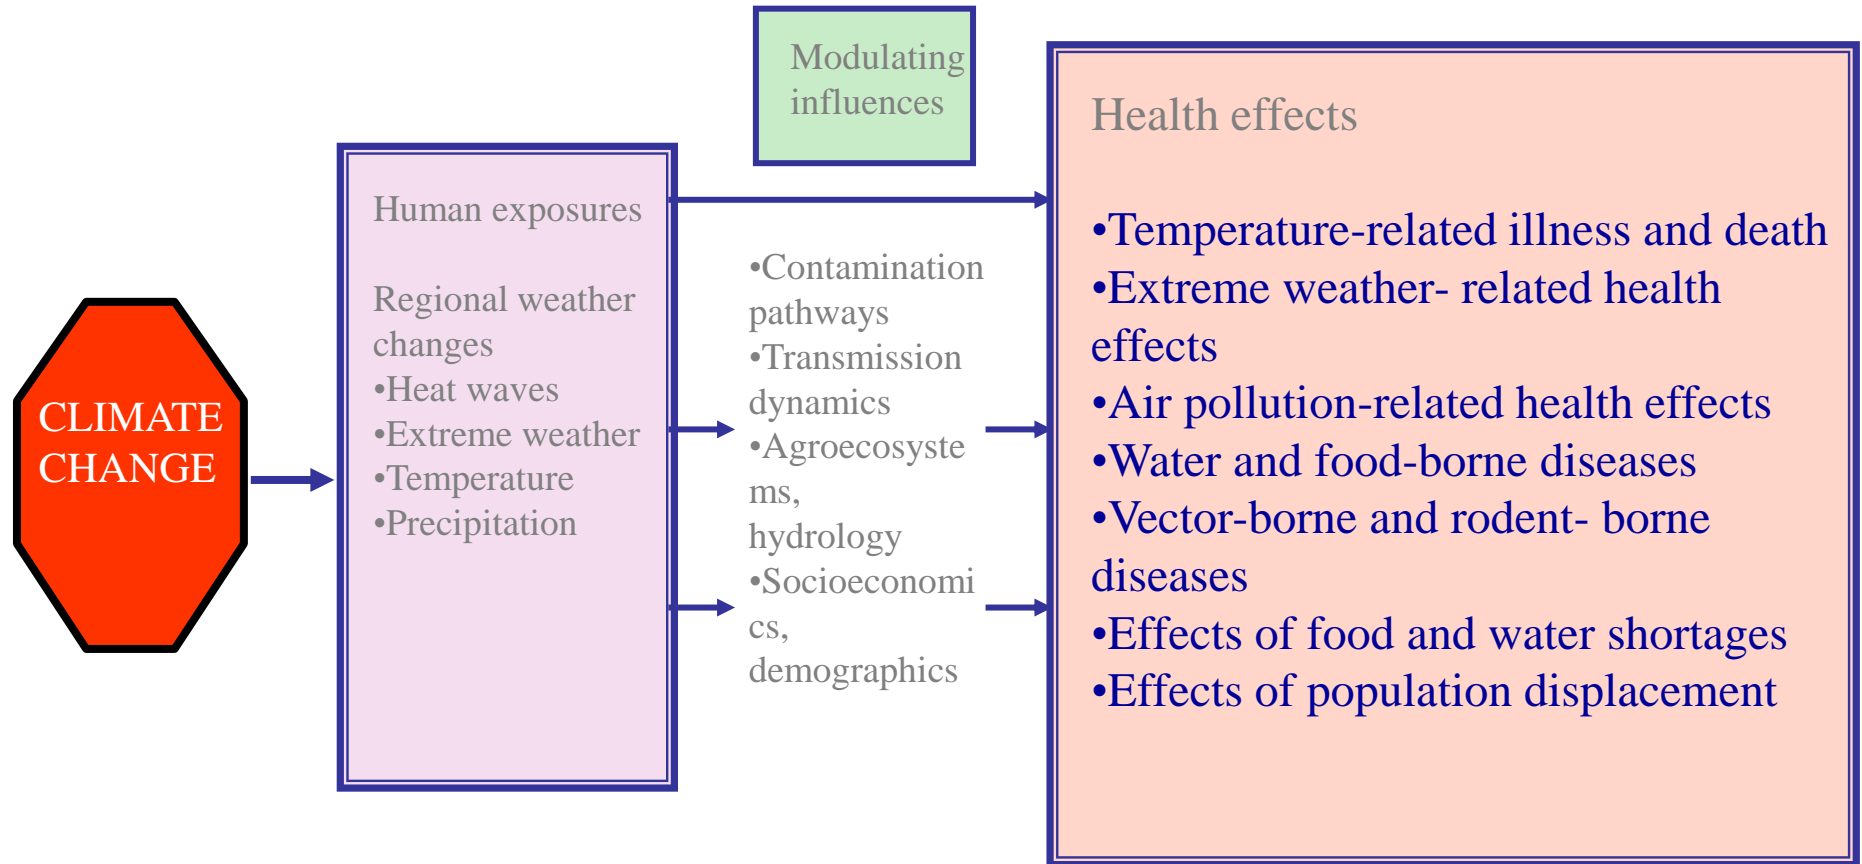 CLIMATE
CHANGE
Human exposures
Regional weather
changes
•Heat waves
•Extreme weather
•Temperature
•Precipitation
Modulating
influences
•Contamination
pathways
•Transmission
dynamics
•Agroecosyste
ms,
hydrology
•Socioeconomi
cs,
demographics
Health effects
•Temperature-related illness and death
•Extreme weather- related health
effects
•Air pollution-related health effects
•Water and food-borne diseases
•Vector-borne and rodent- borne
diseases
•Effects of food and water shortages
•Effects of population displacement